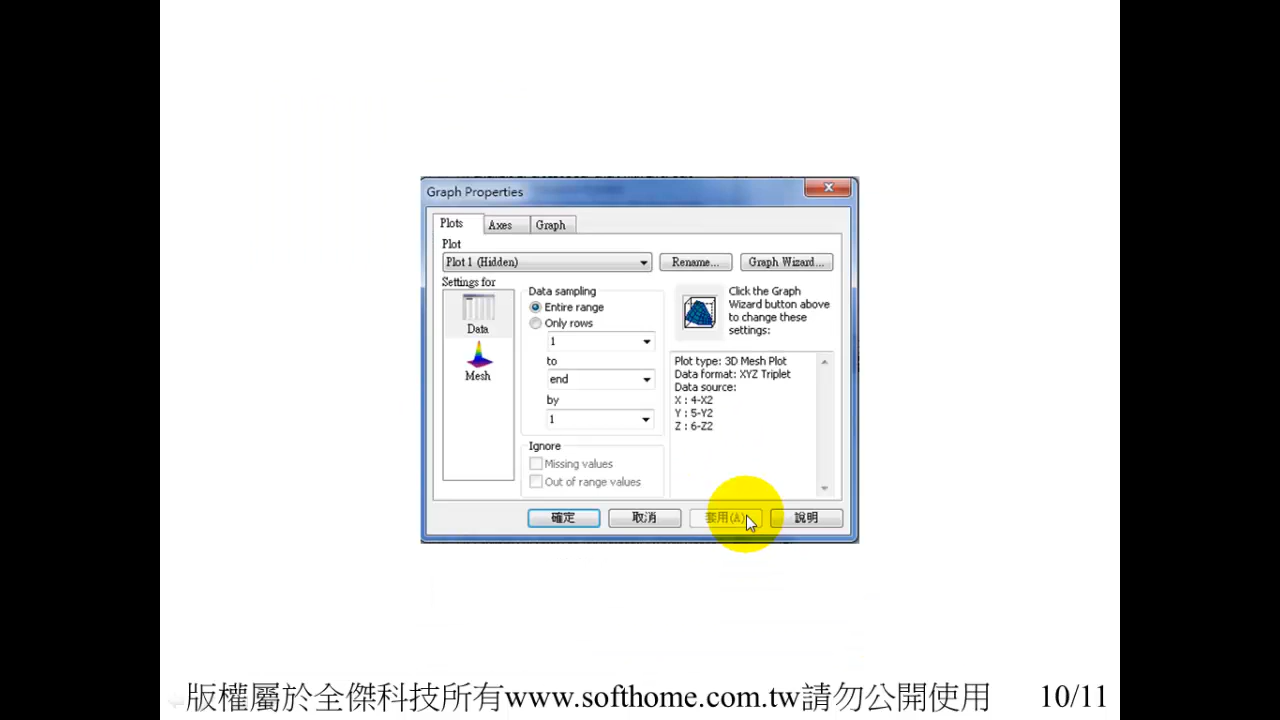 Graph Properties
Plots Axes Graph
Plot
Plot 1 (Hidden) Rename... Graph Wizard...
Settings for
Data
Mesh
Data sampling
Entire range
Only rows
1
to
end
by
1
Ignore
Missing values
Out of range values
Click the Graph
Wizard button above
to change these
settings:
Plot type: 3D Mesh Plot
Data format: XYZ Triplet
Data source:
X : 4-X2
Y : 5-Y2
Z : 6-Z2
確定 取消 套用(A) 說明
版權屬於全傑科技所有www.softhome.com.tw請勿公開使用 10/11